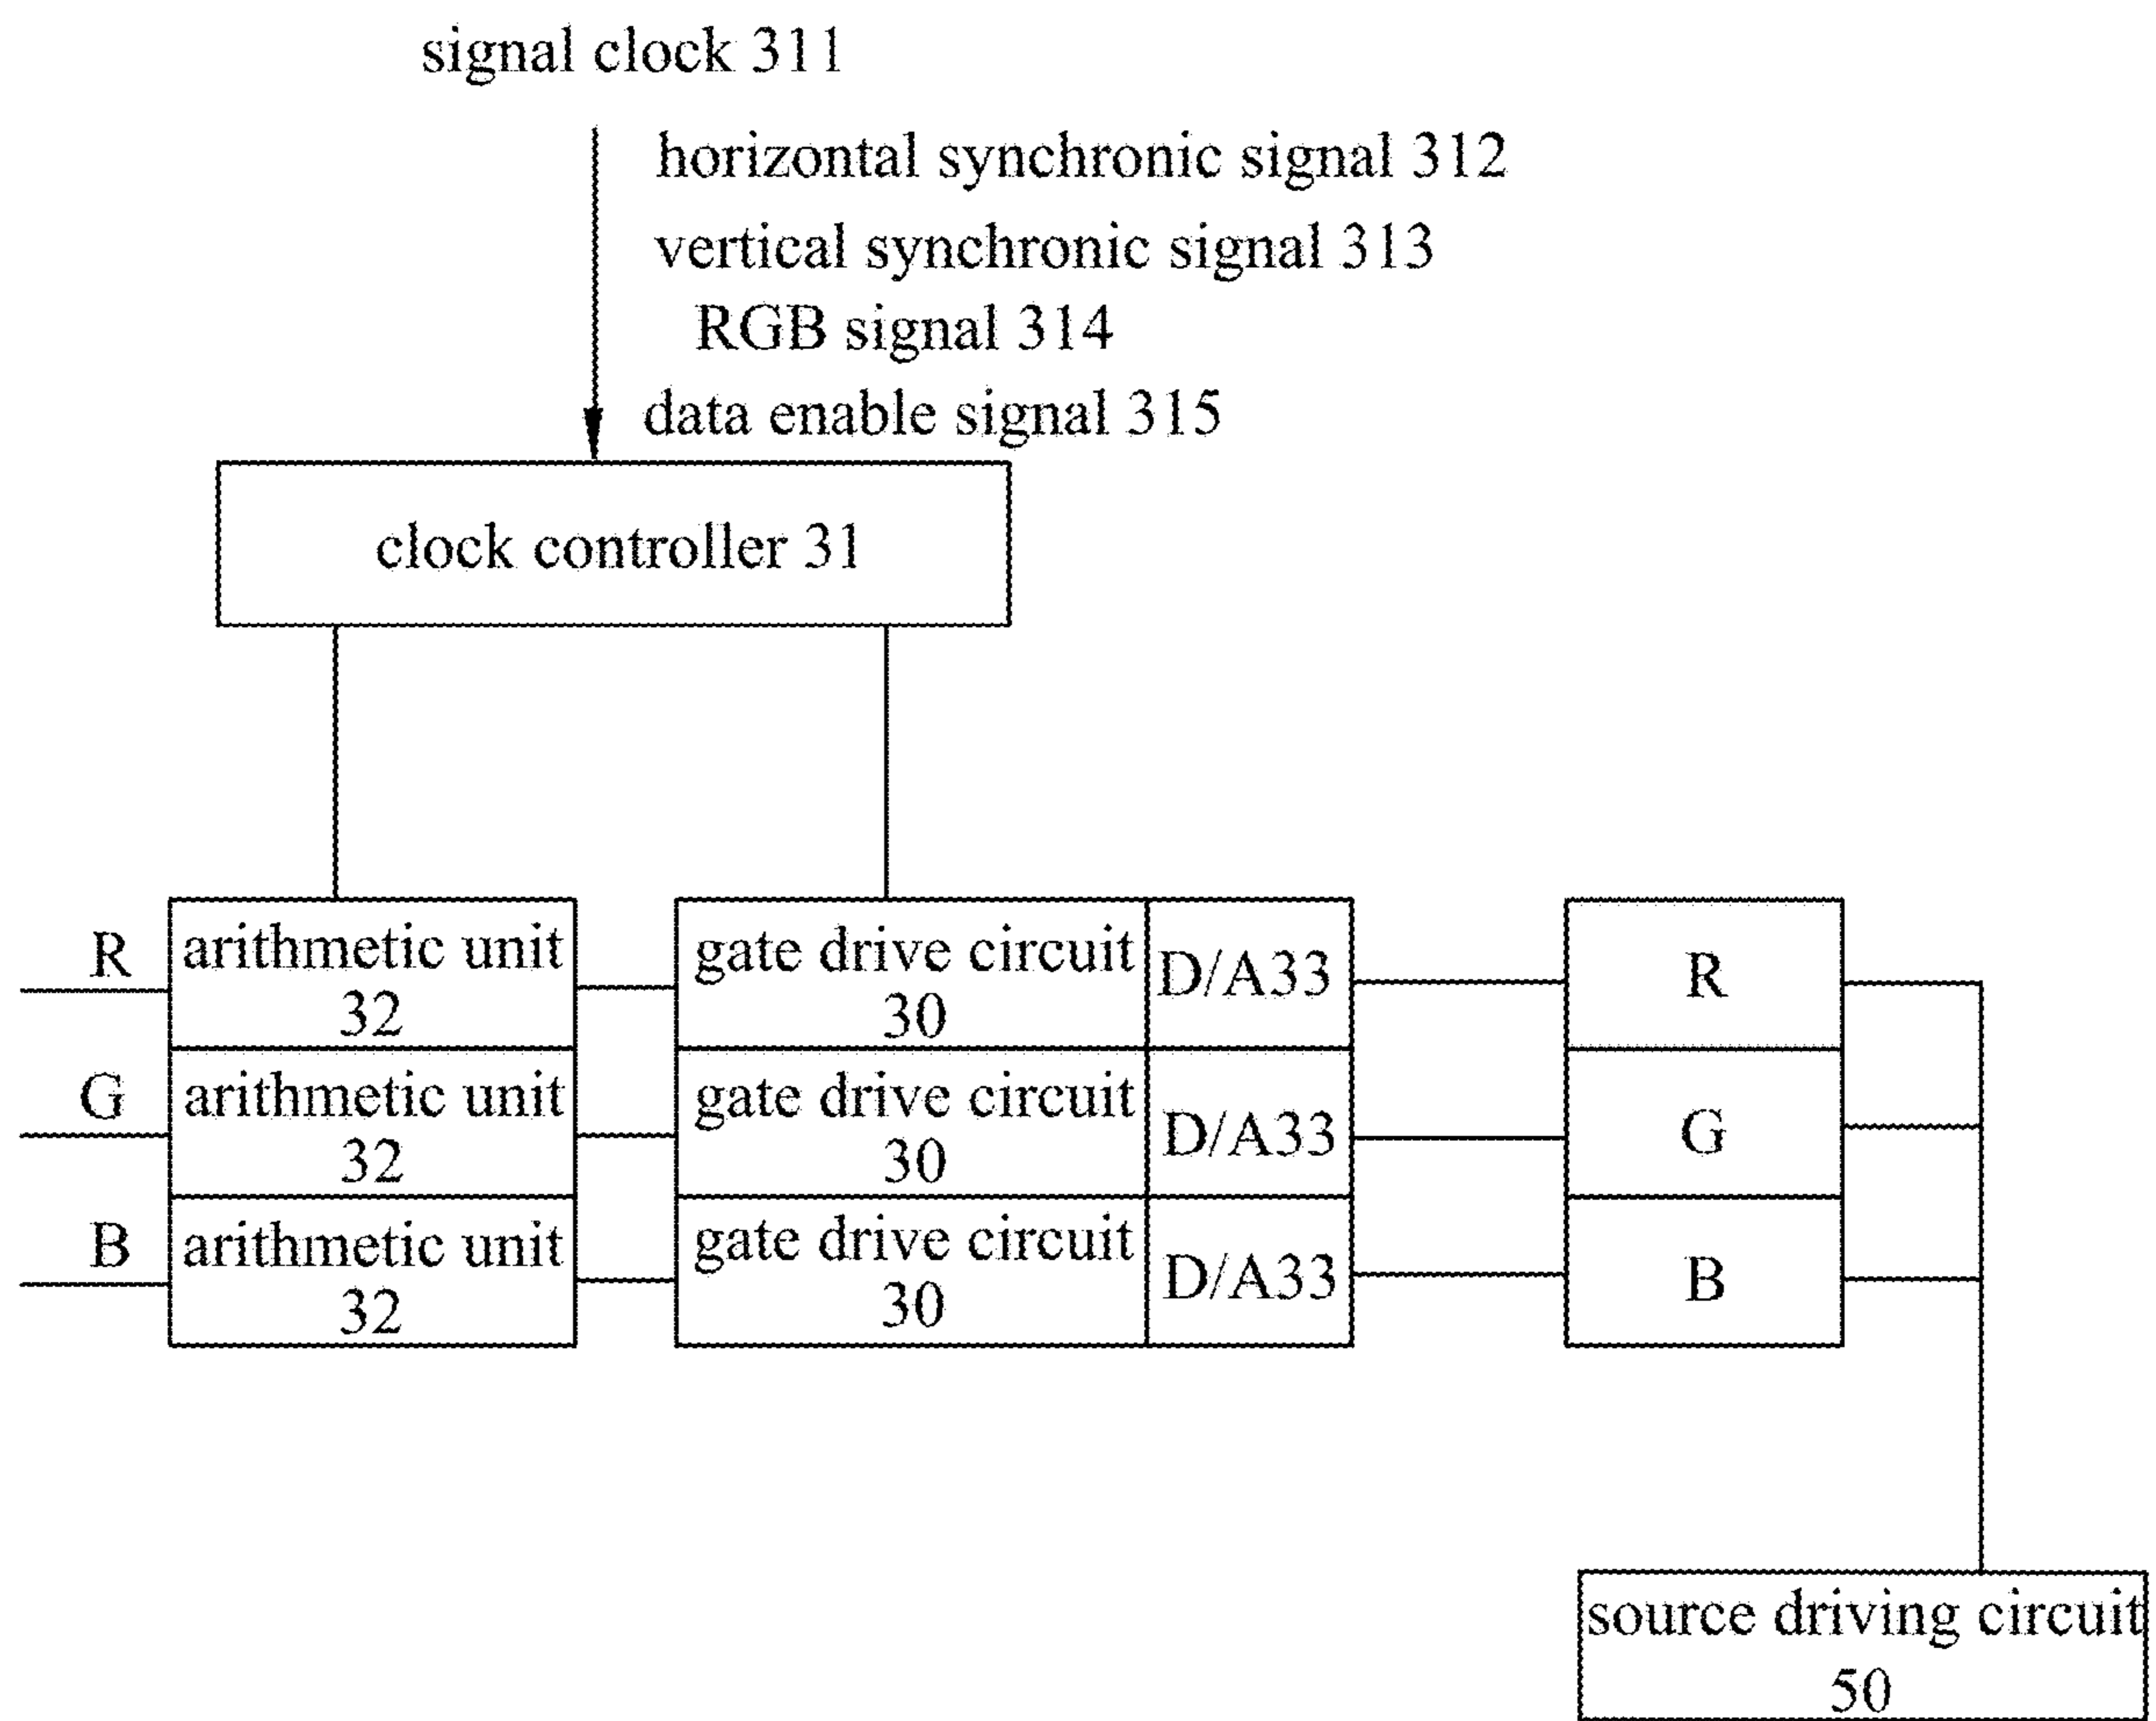 signal clock 311
horizontal synchronic signal 312
vertical synchronic signal 313
RGB signal 314
data enable signal 315
clock controller 31
R
arithmetic unit
32
gate drive circuit
30
D/A33
R
G
arithmetic unit
32
gate drive circuit
30
D/A33
G
B
arithmetic unit
32
gate drive circuit
30
D/A33
B
source driving circuit
50